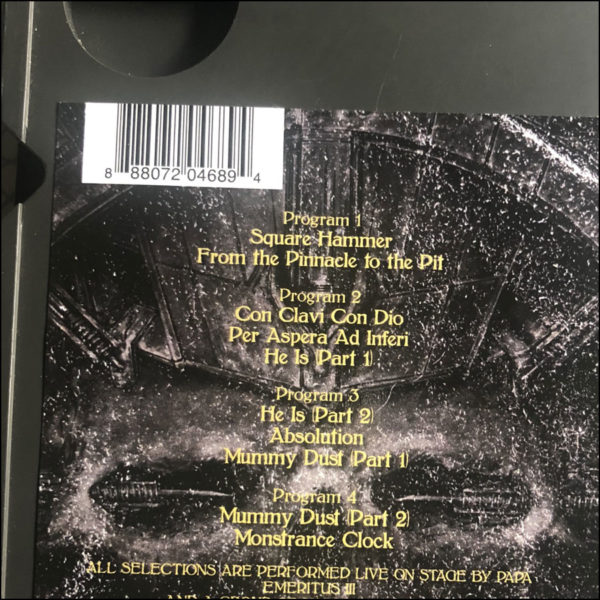 8 88072 04689 4
Program 1
Square Hammer
From the Pinnacle to the Pit
Program 2
Con Clavi Con Dio
Per Aspera Ad Inferi
He Is (Part 1)
Program 3
He Is (Part 2)
Absolution
Mummy Dust (Part 1)
Program 4
Mummy Dust (Part 2)
Monstrance Clock
ALL SELECTIONS ARE PERFORMED LIVE ON STAGE BY PAPA
EMERITUS III
AND